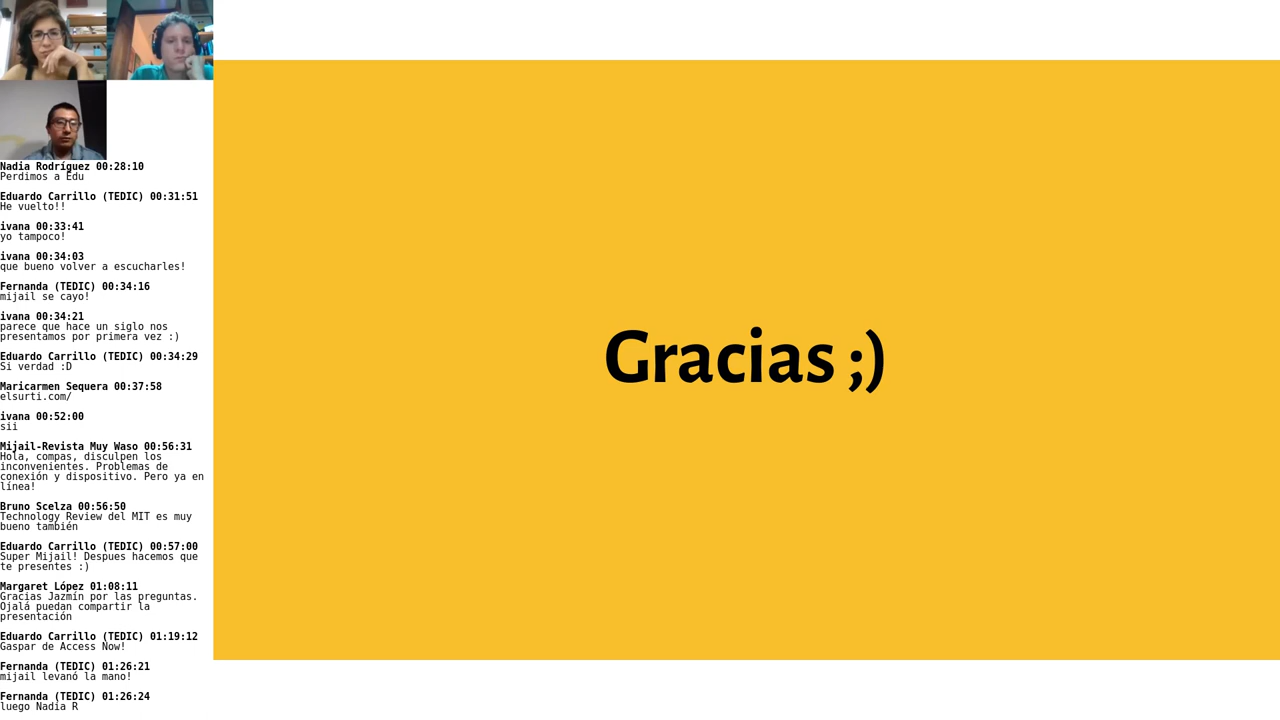 Nadia Rodríguez 00:28:10
Perdimos a Edu
Eduardo Carrillo (TEDIC) 00:31:51
He vuelto!!
ivana 00:33:41
yo tampoco!
ivana 00:34:03
que bueno volver a escucharles!
Fernanda (TEDIC) 00:34:16
mijail se cayo!
ivana 00:34:21
parece que hace un siglo nos
presentamos por primera vez :)
Eduardo Carrillo (TEDIC) 00:34:29
Si verdad :D
Maricarmen Sequera 00:37:58
elsurti.com/
ivana 00:52:00
sii
Mijail-Revista Muy Waso 00:56:31
Hola, compas, disculpen los
inconvenientes. Problemas de
conexión y dispositivo. Pero ya en
línea!
Bruno Scelza 00:56:50
Technology Review del MIT es muy
bueno también
Eduardo Carrillo (TEDIC) 00:57:00
Super Mijail! Despues hacemos que
te presentes :)
Margaret López 01:08:11
Gracias Jazmín por las preguntas.
Ojalá puedan compartir la
presentación
Eduardo Carrillo (TEDIC) 01:19:12
Gaspar de Access Now!
Fernanda (TEDIC) 01:26:21
mijail levanó la mano!
Fernanda (TEDIC) 01:26:24
luego Nadia R
Gracias ;)